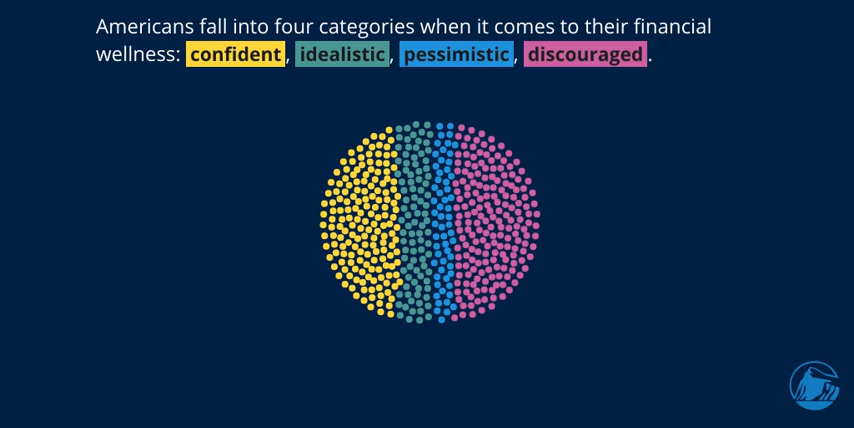 Americans fall into four categories when it comes to their financial
wellness: confident, idealistic, pessimistic, discouraged.